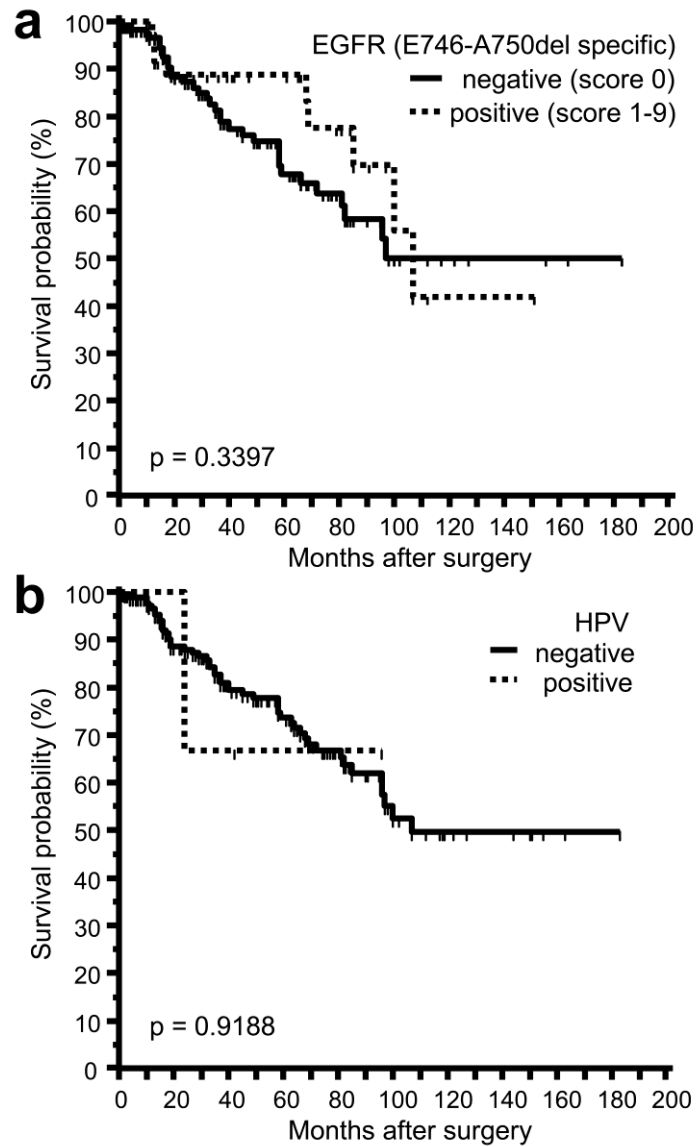 a
EGFR (E746-A750del specific)
negative (score 0)
positive (score 1-9)
Survival probability (%)
100
90
80
70
60
50
40
30
20
10
0
p = 0.3397
0 20 40 60 80 100 120 140 160 180 200
Months after surgery
b
HPV
negative
positive
Survival probability (%)
100
90
80
70
60
50
40
30
20
10
0
p = 0.9188
0 20 40 60 80 100 120 140 160 180 200
Months after surgery